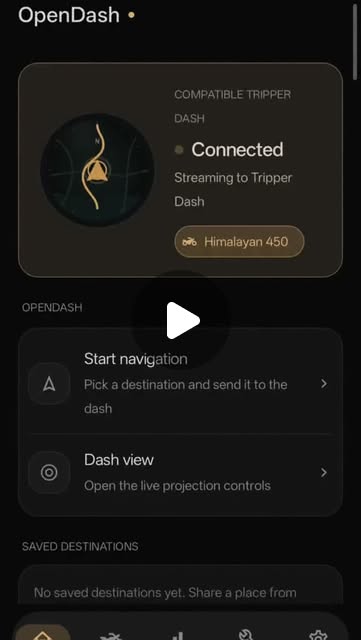 OpenDash
N
COMPATIBLE TRIPPER
DASH
Connected
Streaming to Tripper
Dash
Himalayan 450
OPENDASH
Start navigation
Pick a destination and send it to the
dash
Dash view
Open the live projection controls
SAVED DESTINATIONS
No saved destinations yet. Share a place from